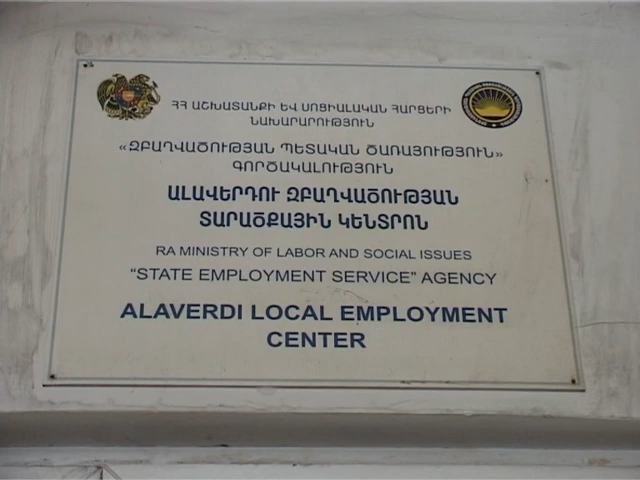 ՀՀ ԱՇԽԱՏԱՆՔԻ ԵՎ ՍՈՑԻԱԼԱԿԱՆ ՀԱՐՑԵՐԻ
ՆԱԽԱՐԱՐՈՒԹՅՈՒՆ
«ԶԲԱՂՎԱԾՈՒԹՅԱՆ ՊԵՏԱԿԱՆ ԾԱՌԱՅՈՒԹՅՈՒՆ»
ԳՈՐԾԱԿԱԼՈՒԹՅՈՒՆ
ԱԼԱՎԵՐԴՈՒ ԶԲԱՂՎԱԾՈՒԹՅԱՆ
ՏԱՐԱԾՔԱՅԻՆ ԿԵՆՏՐՈՆ
RA MINISTRY OF LABOR AND SOCIAL ISSUES
“STATE EMPLOYMENT SERVICE” AGENCY
ALAVERDI LOCAL EMPLOYMENT
CENTER